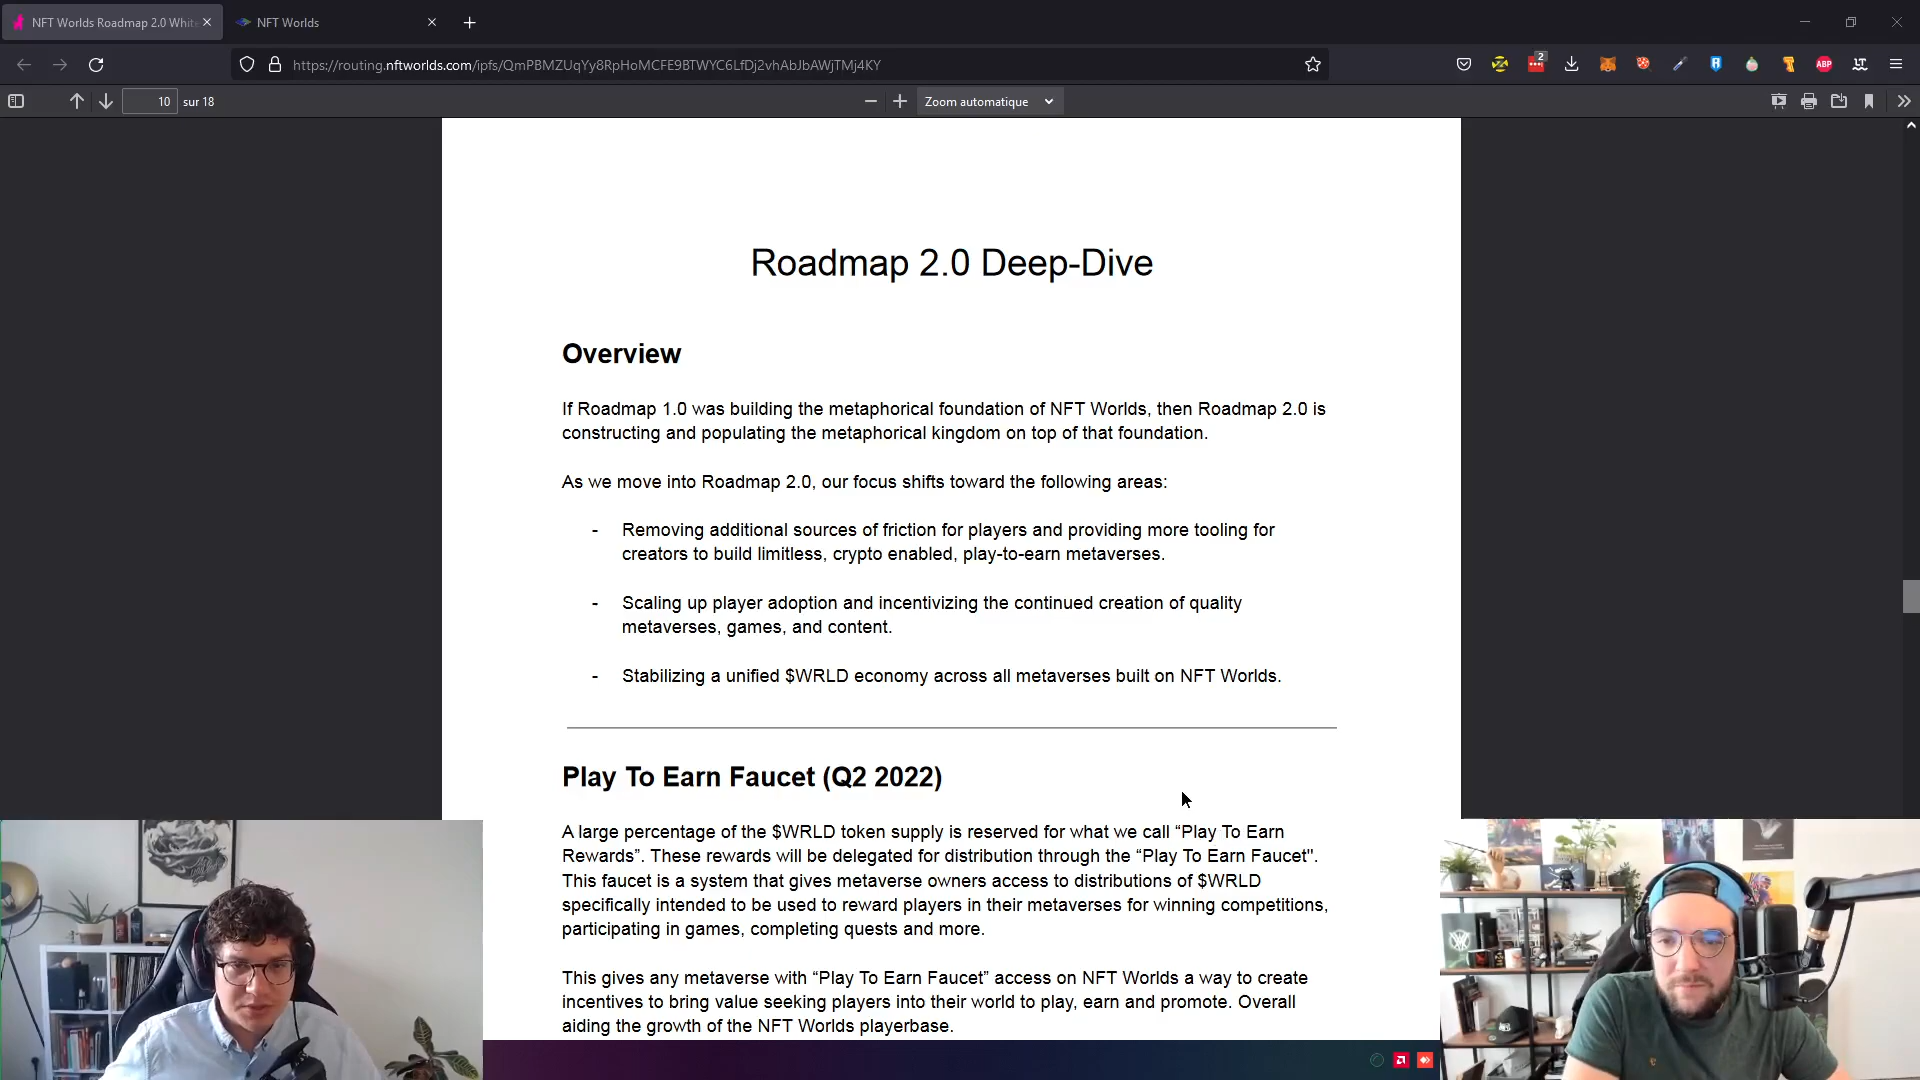 NFT Worlds Roadmap 2.0 White
NFT Worlds
https://routing.nftworlds.com/ipfs/QmPBMZUqYy8RpHoMCFE9BTWYC6LfDj2vhAbJbAWjTMj4KY
2
ABP
10 sur 18
Zoom automatique
Roadmap 2.0 Deep-Dive
Overview
If Roadmap 1.0 was building the metaphorical foundation of NFT Worlds, then Roadmap 2.0 is
constructing and populating the metaphorical kingdom on top of that foundation.
As we move into Roadmap 2.0, our focus shifts toward the following areas:
- Removing additional sources of friction for players and providing more tooling for
creators to build limitless, crypto enabled, play-to-earn metaverses.
- Scaling up player adoption and incentivizing the continued creation of quality
metaverses, games, and content.
- Stabilizing a unified $WRLD economy across all metaverses built on NFT Worlds.
Play To Earn Faucet (Q2 2022)
A large percentage of the $WRLD token supply is reserved for what we call “Play To Earn
Rewards”. These rewards will be delegated for distribution through the “Play To Earn Faucet".
This faucet is a system that gives metaverse owners access to distributions of $WRLD
specifically intended to be used to reward players in their metaverses for winning competitions,
participating in games, completing quests and more.
This gives any metaverse with “Play To Earn Faucet” access on NFT Worlds a way to create
incentives to bring value seeking players into their world to play, earn and promote. Overall
aiding the growth of the NFT Worlds playerbase.